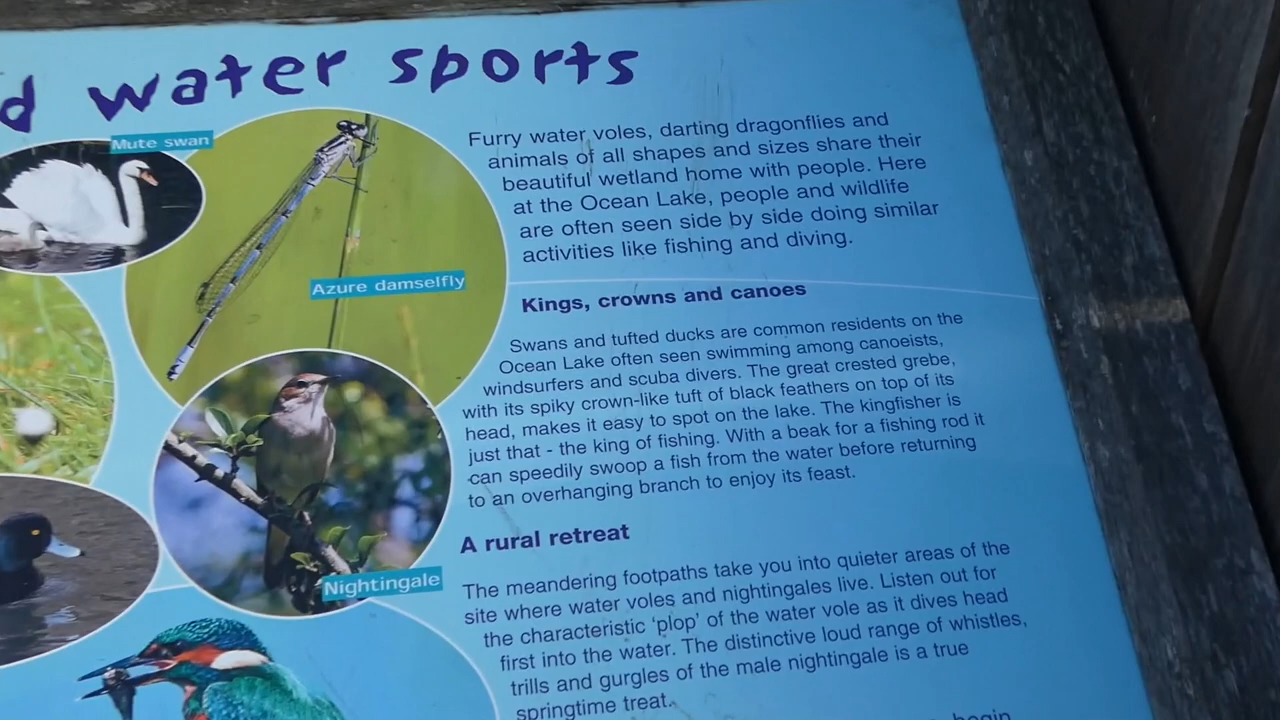 d water sports
Mute swan
Azure damselfly
Nightingale
Furry water voles, darting dragonflies and
animals of all shapes and sizes share their
beautiful wetland home with people. Here
at the Ocean Lake, people and wildlife
are often seen side by side doing similar
activities like fishing and diving.
Kings, crowns and canoes
Swans and tufted ducks are common residents on the
Ocean Lake often seen swimming among canoeists,
windsurfers and scuba divers. The great crested grebe,
with its spiky crown-like tuft of black feathers on top of its
head, makes it easy to spot on the lake. The kingfisher is
just that - the king of fishing. With a beak for a fishing rod it
can speedily swoop a fish from the water before returning
to an overhanging branch to enjoy its feast.
A rural retreat
The meandering footpaths take you into quieter areas of the
site where water voles and nightingales live. Listen out for
the characteristic ‘plop’ of the water vole as it dives head
first into the water. The distinctive loud range of whistles,
trills and gurgles of the male nightingale is a true
springtime treat.
begin